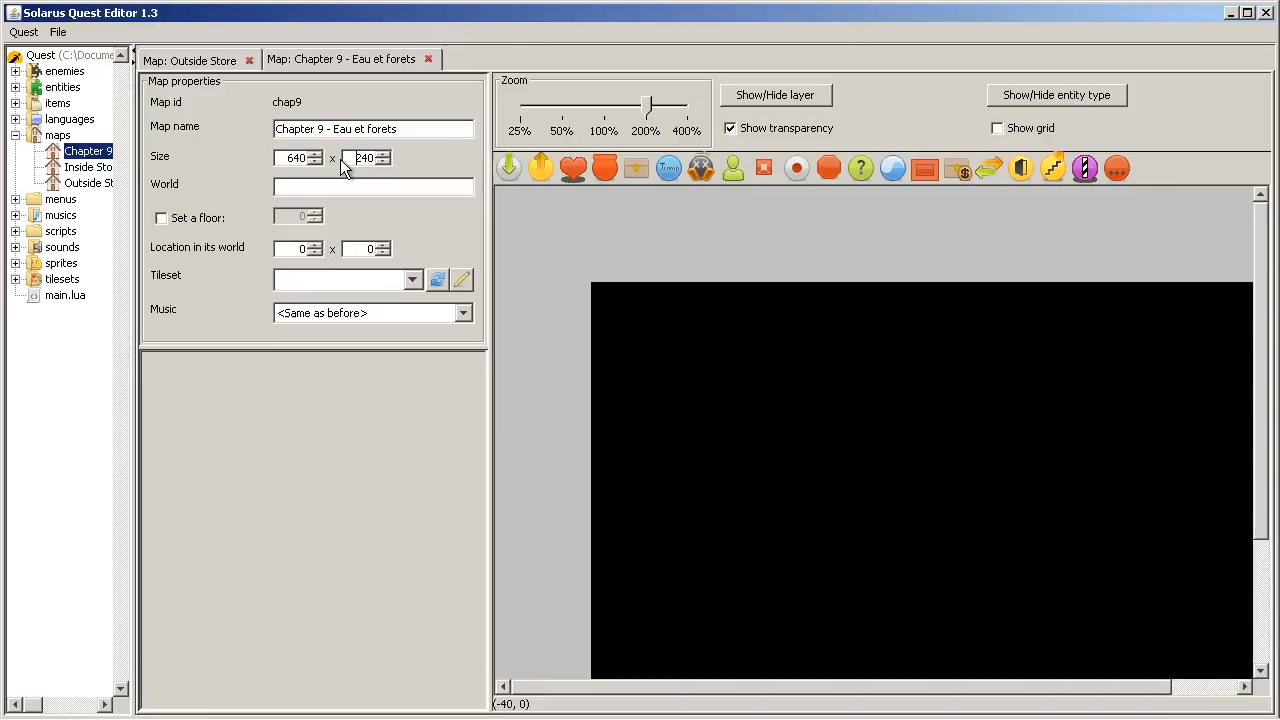 Solarus Quest Editor 1.3
Quest File
Quest (C:\Docume
enemies
entities
items
languages
maps
Chapter 9
Inside Sto
Outside St
menus
musics
scripts
sounds
sprites
tilesets
main.lua
Map: Outside Store
Map: Chapter 9 - Eau et forets
Map properties
Map id chap9
Map name Chapter 9 - Eau et forets
Size 640 x 240
World
Set a floor: 0
Location in its world 0 x 0
Tileset
Music <Same as before>
Zoom
25% 50% 100% 200% 400%
Show/Hide layer
Show/Hide entity type
Show transparency
Show grid
Jump
?
$
...
(-40, 0)